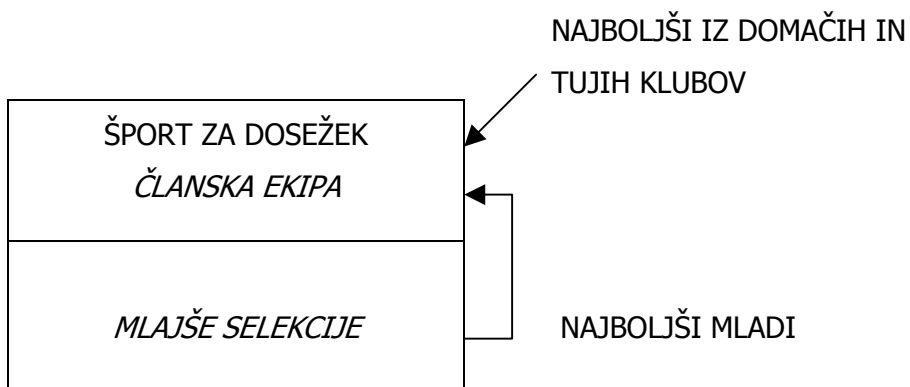 NAJBOLJŠI IZ DOMAČIH IN
TUJIH KLUBOV
ŠPORT ZA DOSEŽEK
ČLANSKA EKIPA
MLAJŠE SELEKCIJE
NAJBOLJŠI MLADI